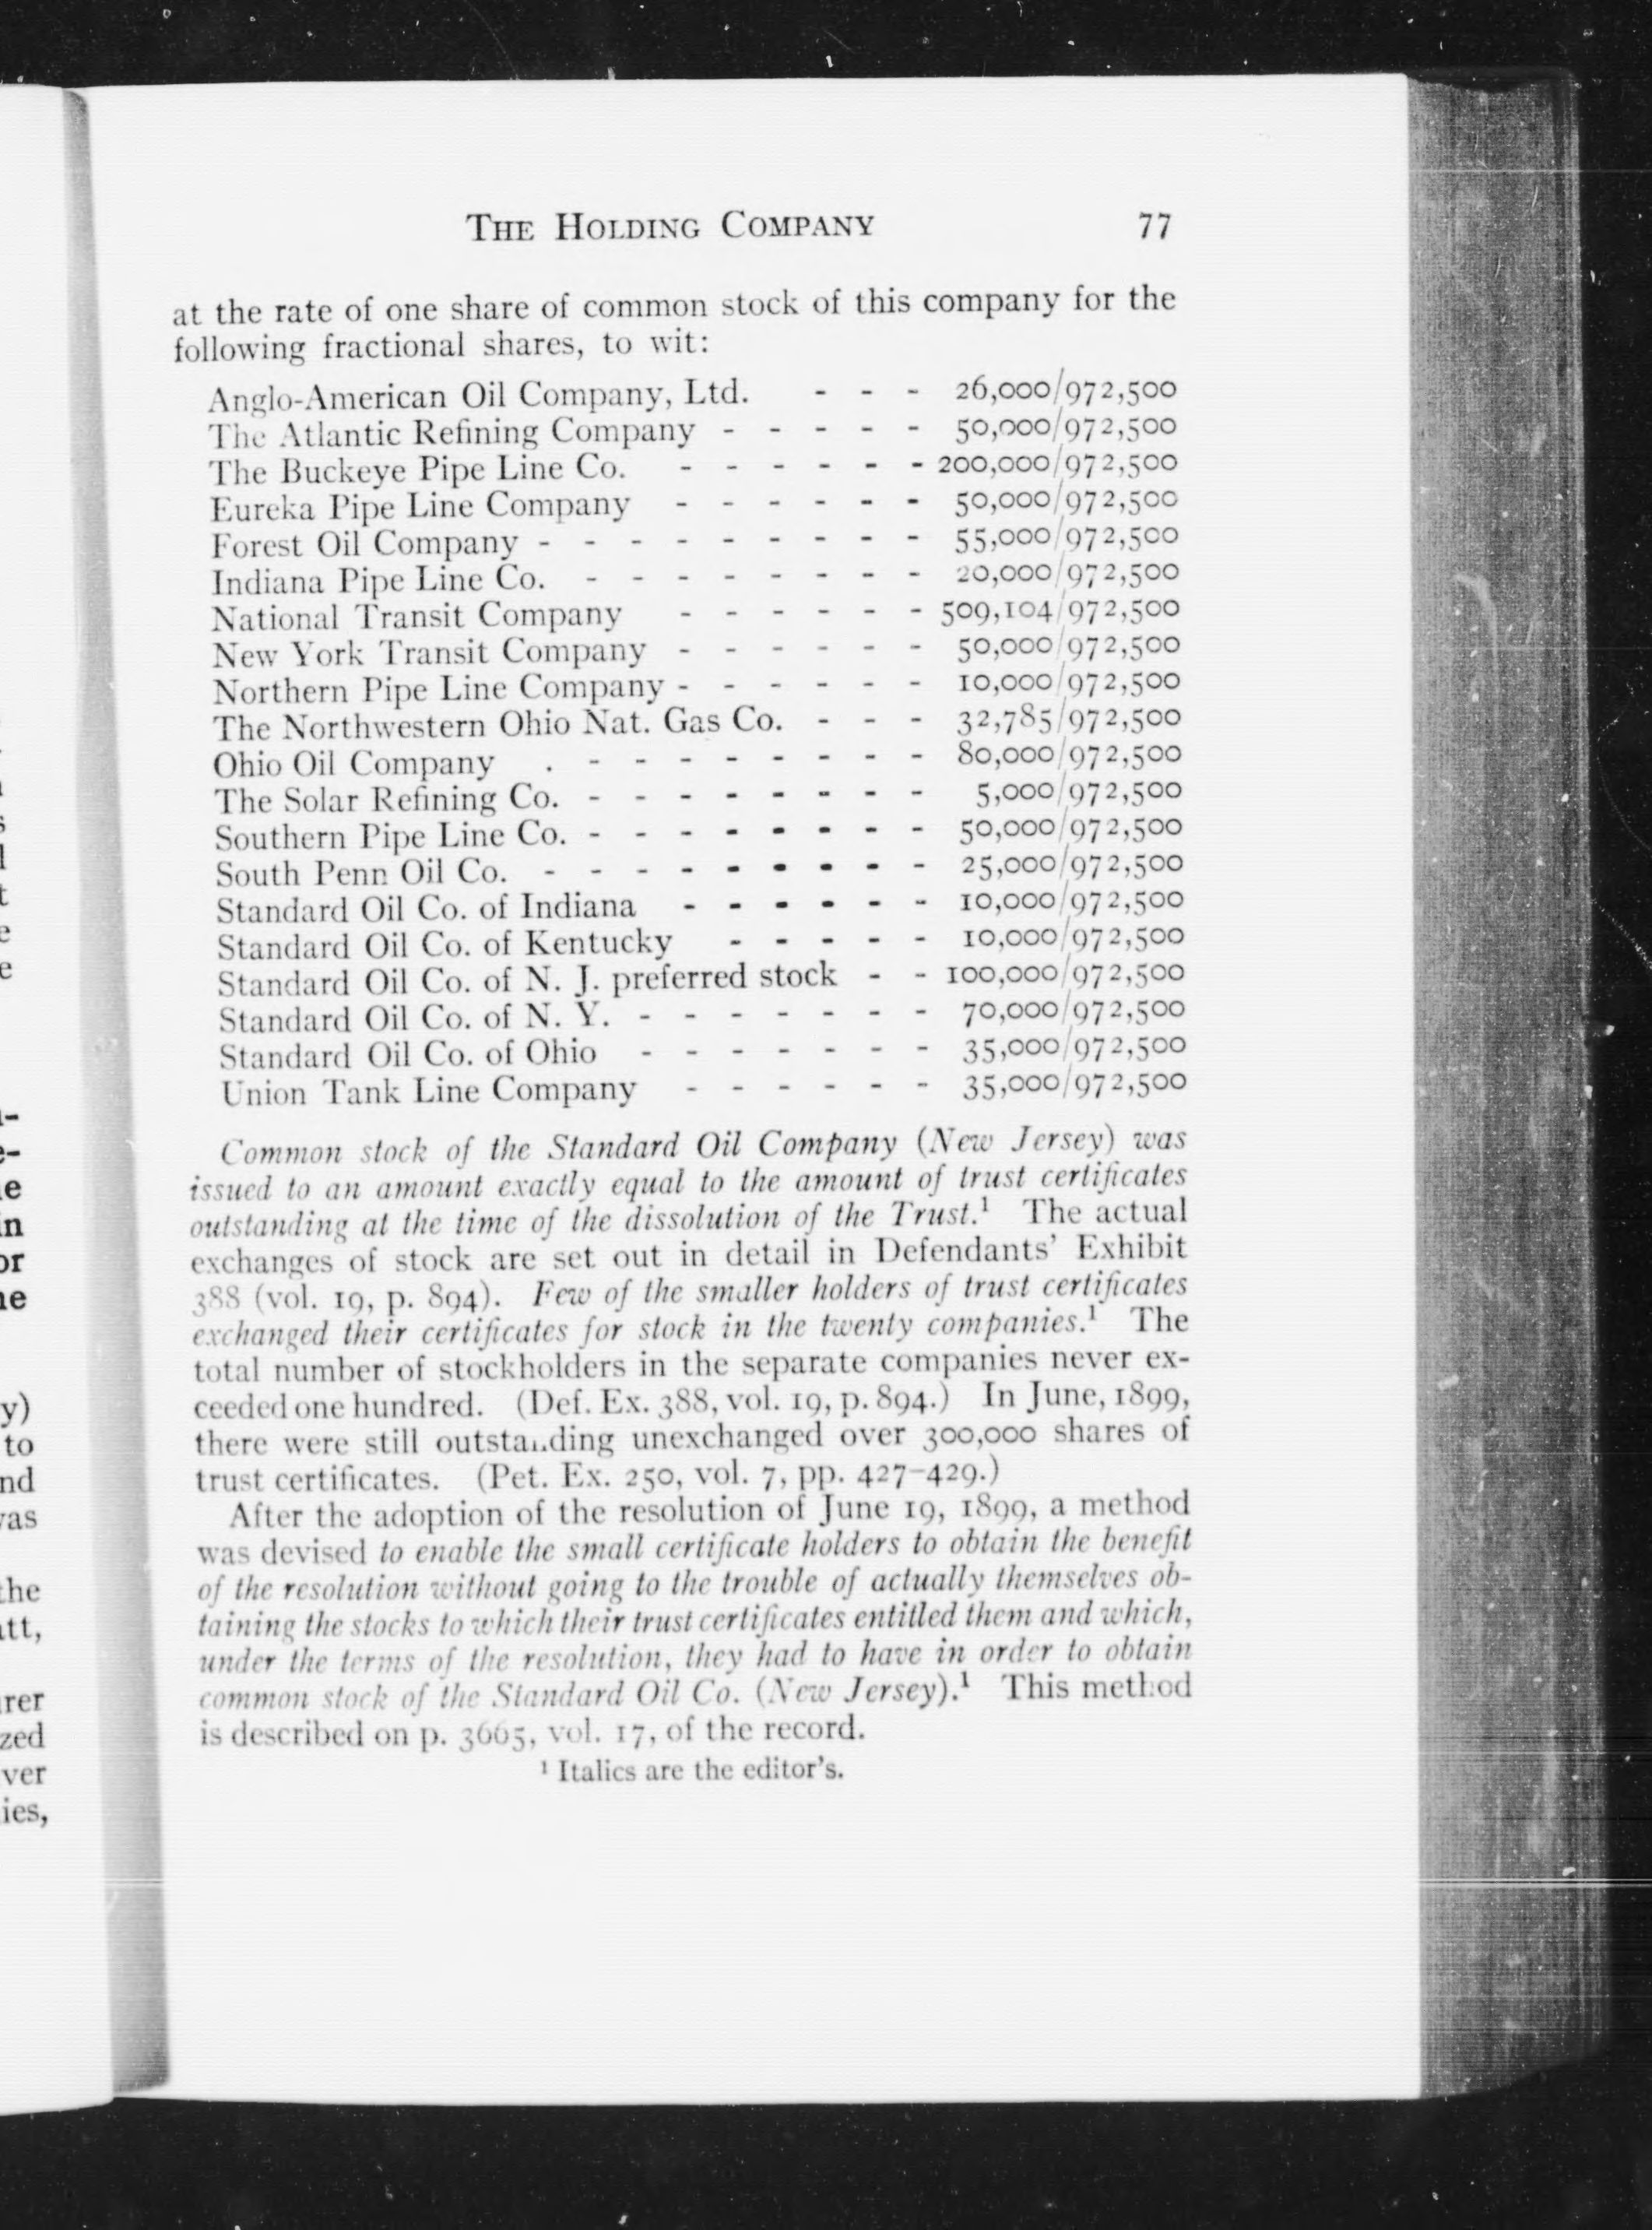 THE HOLDING COMPANY 77
at the rate of one share of common stock of this company for the
following fractional shares, to wit:
Anglo-American Oil Company, Ltd. - - - 26,000/972,500
The Atlantic Refining Company - - - - - 50,000/972,500
The Buckeye Pipe Line Co. - - - - - - 200,000/972,500
Eureka Pipe Line Company - - - - - - 50,000/972,500
Forest Oil Company - - - - - - - - - 55,000/972,500
Indiana Pipe Line Co. - - - - - - - - 20,000/972,500
National Transit Company - - - - - - 509,104/972,500
New York Transit Company - - - - - - 50,000/972,500
Northern Pipe Line Company - - - - - - 10,000/972,500
The Northwestern Ohio Nat. Gas Co. - - - 32,785/972,500
Ohio Oil Company . - - - - - - - - 80,000/972,500
The Solar Refining Co. - - - - - - - - 5,000/972,500
Southern Pipe Line Co. - - - - - - - - 50,000/972,500
South Penn Oil Co. - - - - - - - - - 25,000/972,500
Standard Oil Co. of Indiana - - - - - - 10,000/972,500
Standard Oil Co. of Kentucky - - - - - 10,000/972,500
Standard Oil Co. of N. J. preferred stock - - 100,000/972,500
Standard Oil Co. of N. Y. - - - - - - - 70,000/972,500
Standard Oil Co. of Ohio - - - - - - - 35,000/972,500
Union Tank Line Company - - - - - - 35,000/972,500
Common stock of the Standard Oil Company (New Jersey) was
issued to an amount exactly equal to the amount of trust certificates
outstanding at the time of the dissolution of the Trust.¹ The actual
exchanges of stock are set out in detail in Defendants' Exhibit
388 (vol. 19, p. 894). Few of the smaller holders of trust certificates
exchanged their certificates for stock in the twenty companies.¹ The
total number of stockholders in the separate companies never ex-
ceeded one hundred. (Def. Ex. 388, vol. 19, p. 894.) In June, 1899,
there were still outstanding unexchanged over 300,000 shares of
trust certificates. (Pet. Ex. 250, vol. 7, pp. 427-429.)
After the adoption of the resolution of June 19, 1899, a method
was devised to enable the small certificate holders to obtain the benefit
of the resolution without going to the trouble of actually themselves ob-
taining the stocks to which their trust certificates entitled them and which,
under the terms of the resolution, they had to have in order to obtain
common stock of the Standard Oil Co. (New Jersey).¹ This method
is described on p. 3665, vol. 17, of the record.
¹ Italics are the editor's.